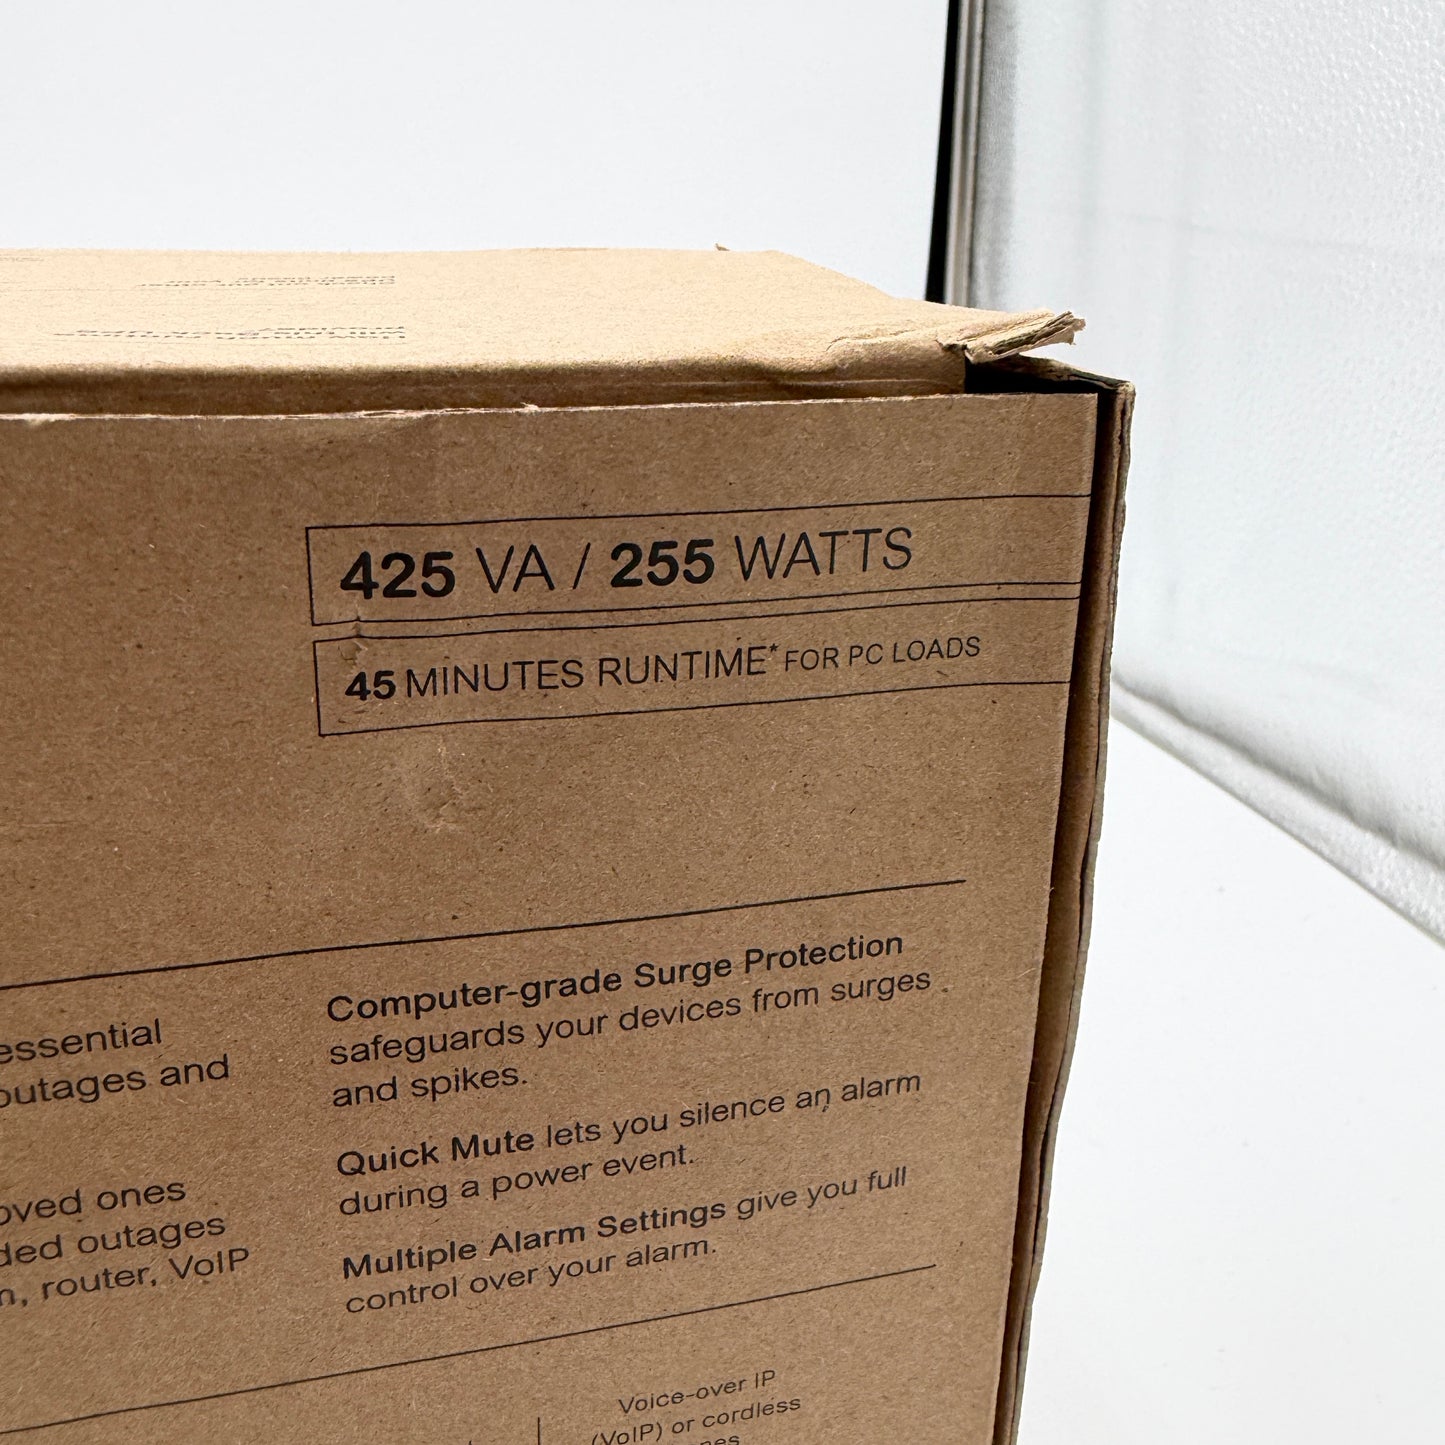 425 VA / 255 WATTS
45 MINUTES RUNTIME* FOR PC LOADS
essential
outages and
oved ones
ded outages
n, router, VoIP
Computer-grade Surge Protection
safeguards your devices from surges
and spikes.
Quick Mute lets you silence an alarm
during a power event.
Multiple Alarm Settings give you full
control over your alarm.
Voice-over IP
(VoIP) or cordless